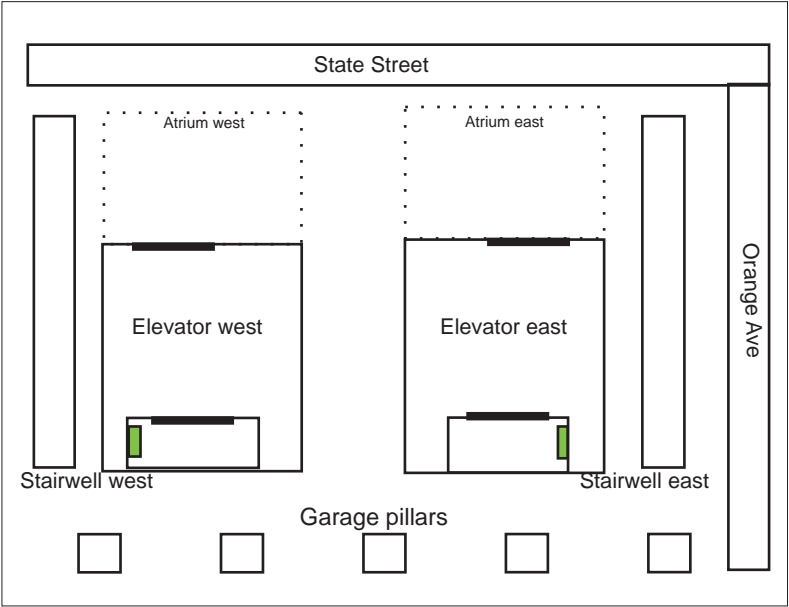 State Street
Atrium west
Atrium east
Orange Ave
Elevator west
Elevator east
Stairwell west
Stairwell east
Garage pillars